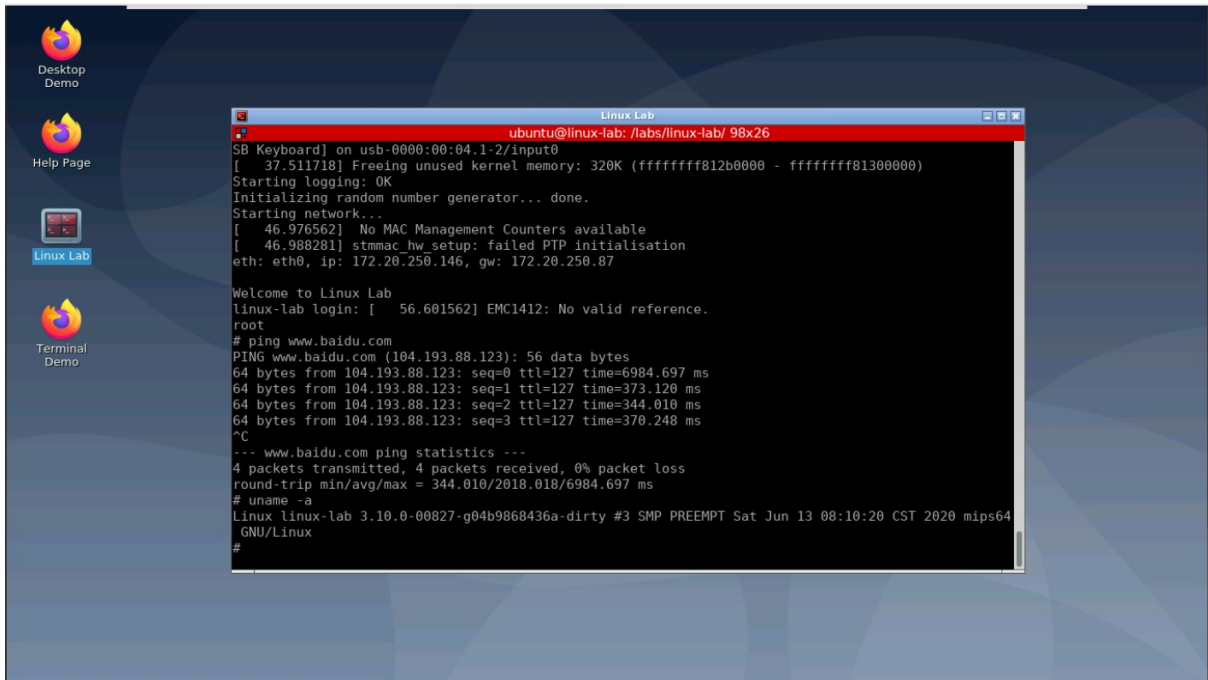 Desktop
Demo
Help Page
Linux Lab
Terminal
Demo
Linux Lab
ubuntu@linux-lab: /labs/linux-lab/ 98x26
SB Keyboard] on usb-0000:00:04.1-2/input0
[   37.511718] Freeing unused kernel memory: 320K (ffffffff812b0000 - ffffffff81300000)
Starting logging: OK
Initializing random number generator... done.
Starting network...
[   46.976562]  No MAC Management Counters available
[   46.988281] stmmac_hw_setup: failed PTP initialisation
eth: eth0, ip: 172.20.250.146, gw: 172.20.250.87
Welcome to Linux Lab
linux-lab login: [   56.601562] EMC1412: No valid reference.
root
# ping www.baidu.com
PING www.baidu.com (104.193.88.123): 56 data bytes
64 bytes from 104.193.88.123: seq=0 ttl=127 time=6984.697 ms
64 bytes from 104.193.88.123: seq=1 ttl=127 time=373.120 ms
64 bytes from 104.193.88.123: seq=2 ttl=127 time=344.010 ms
64 bytes from 104.193.88.123: seq=3 ttl=127 time=370.248 ms
^C
--- www.baidu.com ping statistics ---
4 packets transmitted, 4 packets received, 0% packet loss
round-trip min/avg/max = 344.010/2018.018/6984.697 ms
# uname -a
Linux linux-lab 3.10.0-00827-g04b9868436a-dirty #3 SMP PREEMPT Sat Jun 13 08:10:20 CST 2020 mips64
 GNU/Linux
#